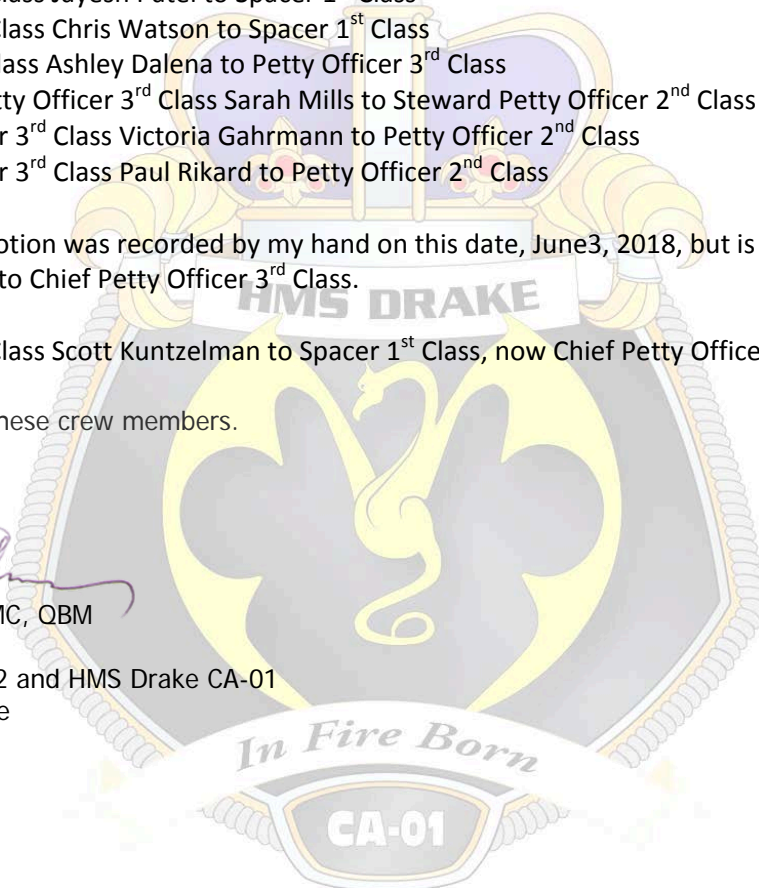 Class Jayesh Patel to Spacer 1st Class
Class Chris Watson to Spacer 1st Class
lass Ashley Dalena to Petty Officer 3rd Class
tty Officer 3rd Class Sarah Mills to Steward Petty Officer 2nd Class
r 3rd Class Victoria Gahrmann to Petty Officer 2nd Class
r 3rd Class Paul Rikard to Petty Officer 2nd Class
otion was recorded by my hand on this date, June3, 2018, but is
to Chief Petty Officer 3rd Class.
HMS DRAKE
Class Scott Kuntzelman to Spacer 1st Class, now Chief Petty Office
hese crew members.
MC, QBM
2 and HMS Drake CA-01
e
In Fire Born
CA-01